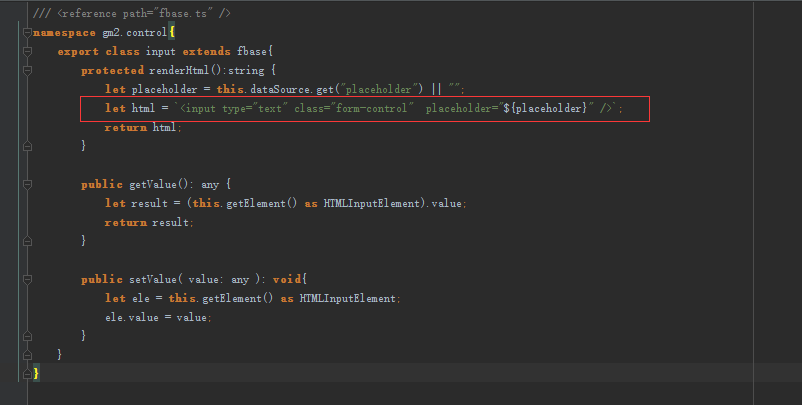 /// <reference path="fbase.ts" />
namespace gm2.control{
export class input extends fbase{
protected renderHtml():string {
let placeholder = this.dataSource.get("placeholder") || "";
let html = `<input type="text" class="form-control"  placeholder="${placeholder}" />`;
return html;
}
public getValue(): any {
let result = (this.getElement() as HTMLInputElement).value;
return result;
}
public setValue( value: any ): void{
let ele = this.getElement() as HTMLInputElement;
ele.value = value;
}
}
}